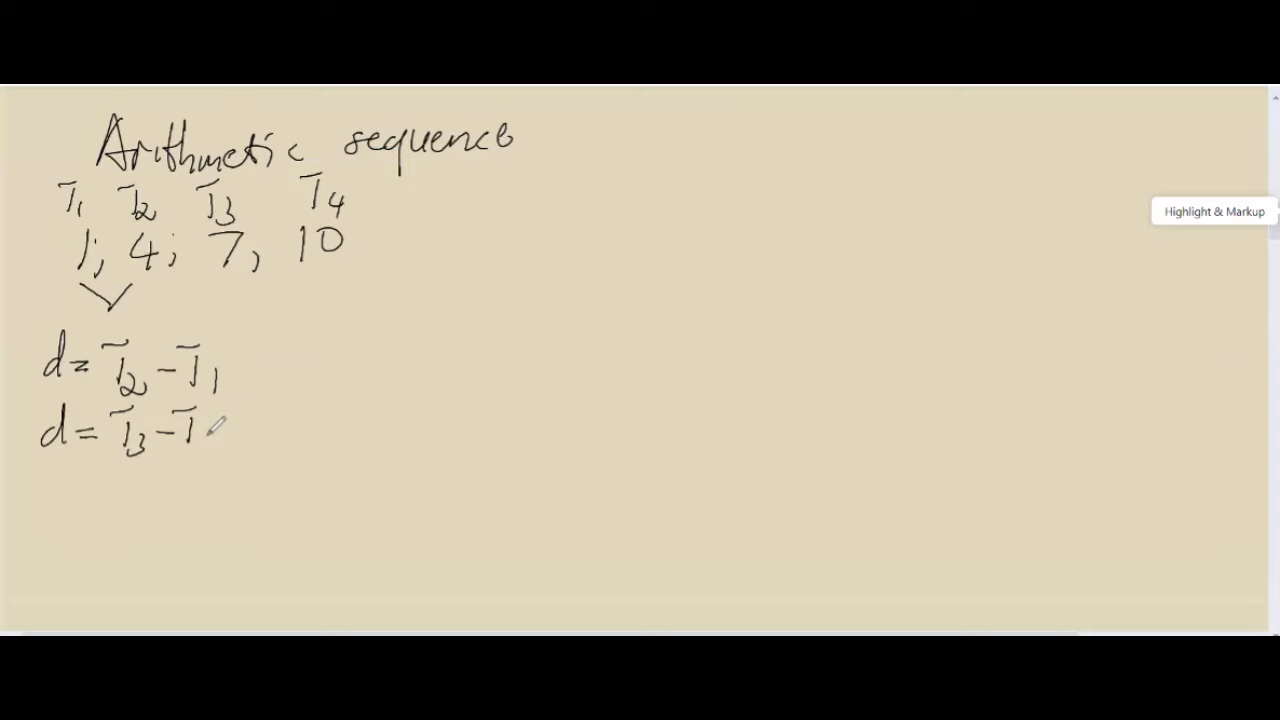 Arithmetic sequence
T1 T2 T3 T4
1; 4; 7, 10
d= T2 - T1
d= T3 - T
Highlight & Markup